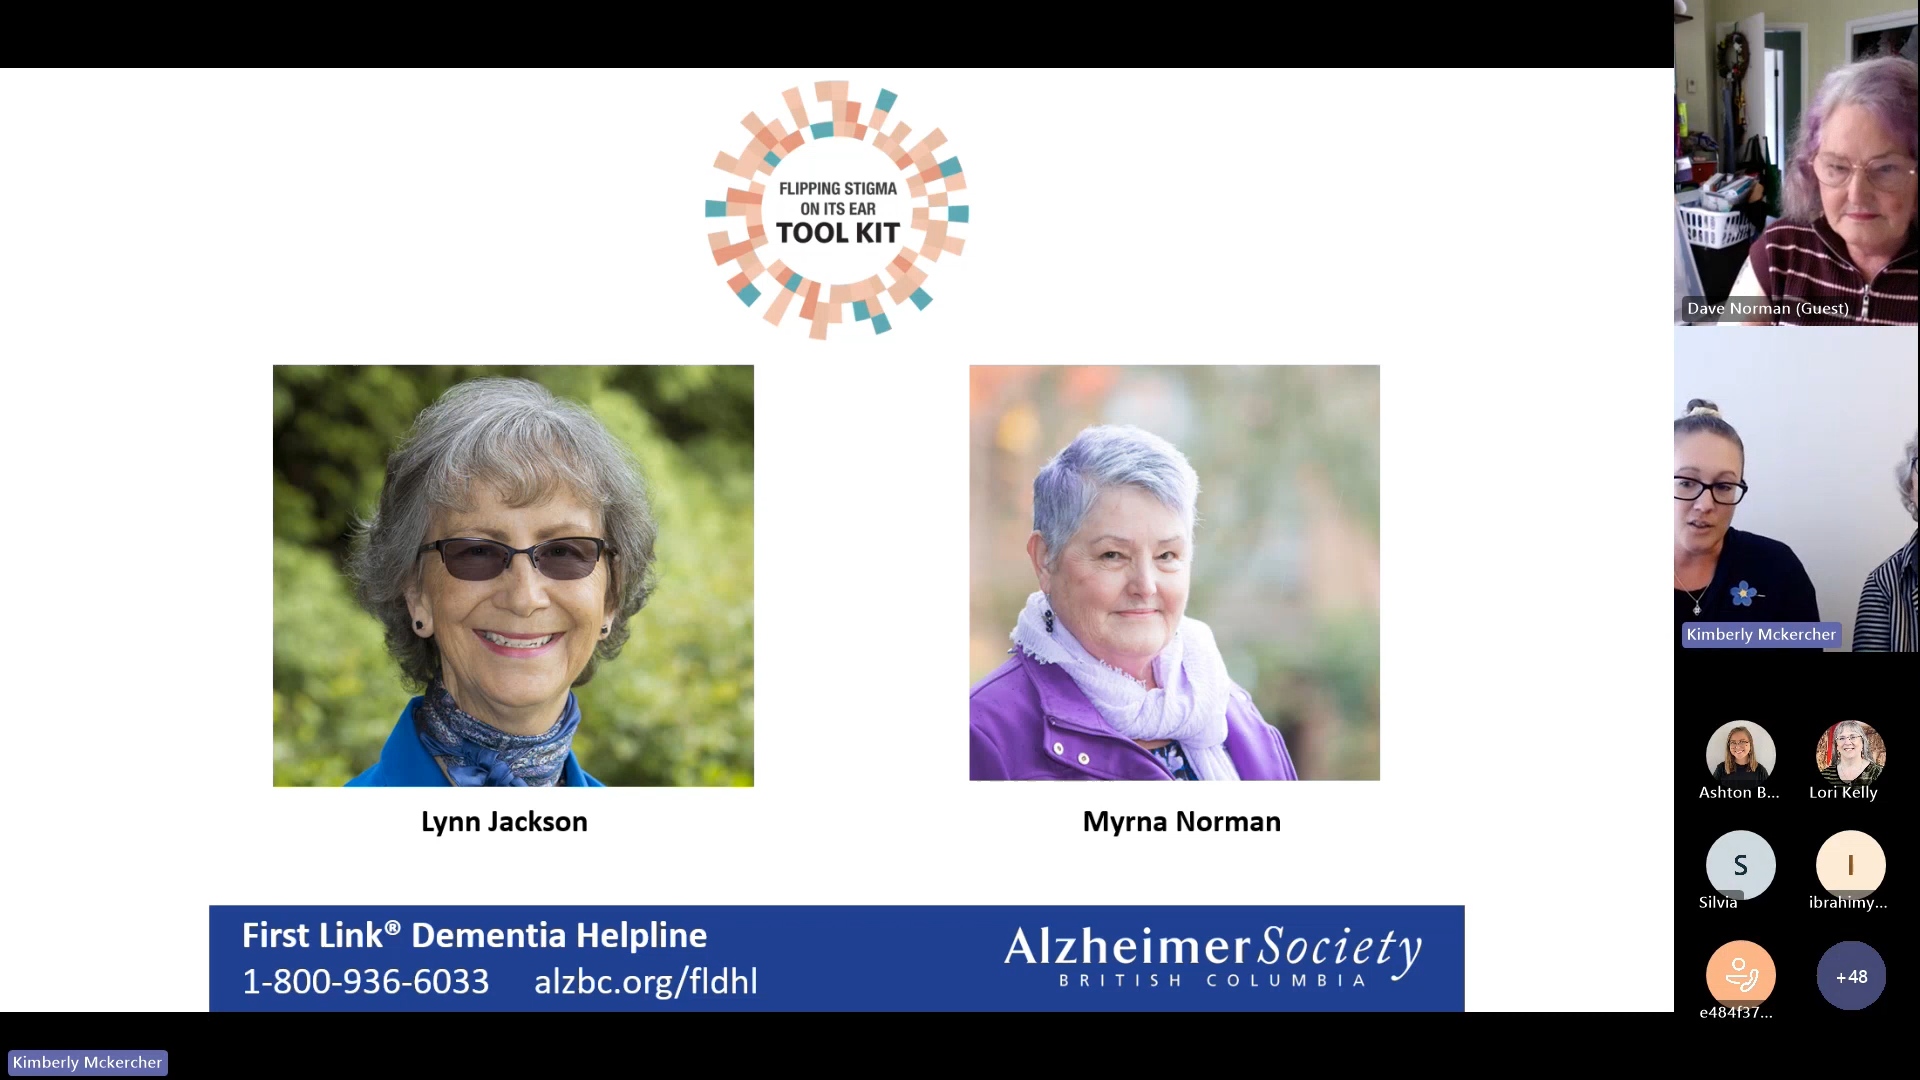 FLIPPING STIGMA
ON ITS EAR
TOOL KIT
Lynn Jackson
Myrna Norman
First Link® Dementia Helpline
1-800-936-6033 alzbc.org/fldhl
AlzheimerSociety
BRITISH COLUMBIA
Dave Norman (Guest)
Kimberly Mckercher
Ashton B...
Lori Kelly
S
Silvia
I
ibrahimy...
e484f37...
+48
Kimberly Mckercher